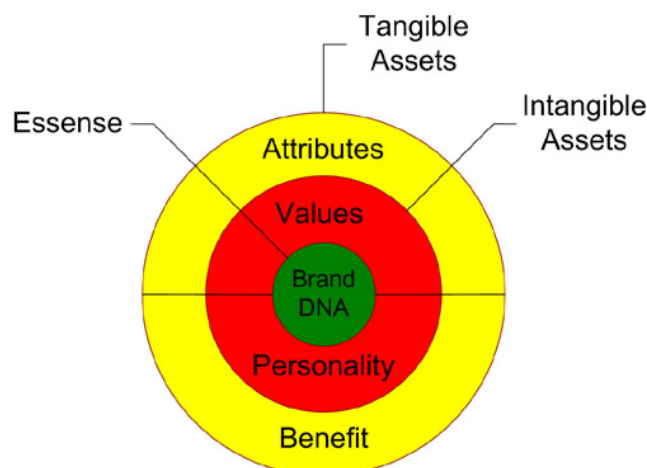 Tangible
Assets
Essense
Intangible
Assets
Attributes
Values
Brand
DNA
Personality
Benefit